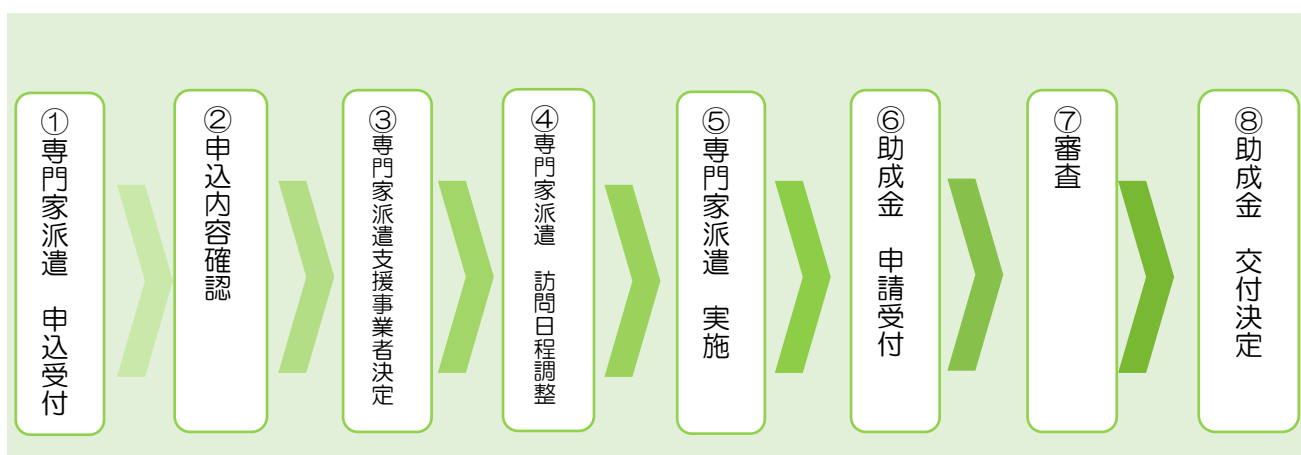 ①専門家派遣　申込受付
②申込内容確認
③専門家派遣支援事業者決定
④専門家派遣　訪問日程調整
⑤専門家派遣　実施
⑥助成金　申請受付
⑦審査
⑧助成金　交付決定